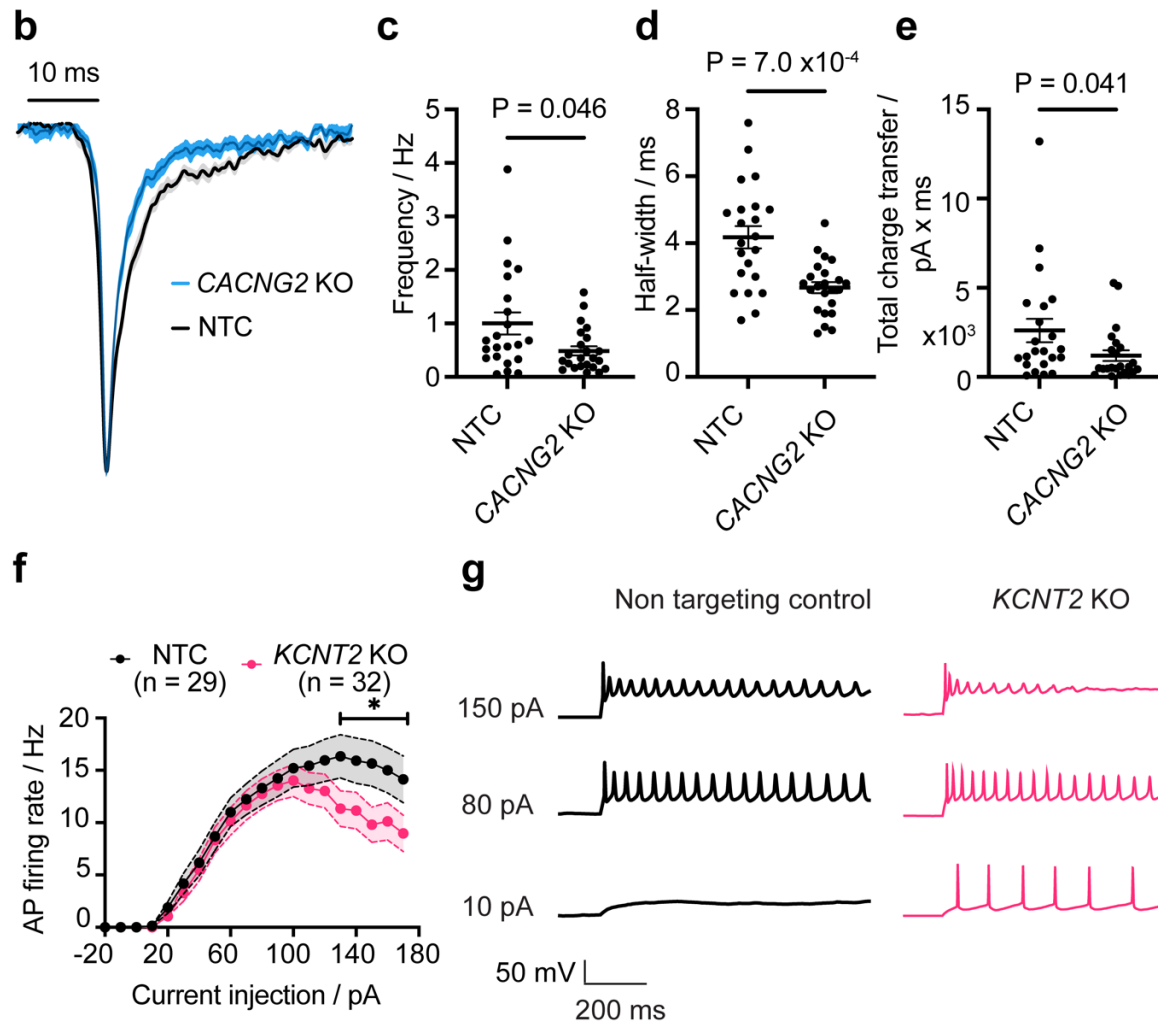 b
10 ms
CACNG2 KO
NTC
c
P = 0.046
Frequency / Hz
5
4
3
2
1
0
NTC
CACNG2 KO
d
P = 7.0 x10⁻⁴
Half-width / ms
8
6
4
2
0
NTC
CACNG2 KO
e
P = 0.041
Total charge transfer /
pA x ms
15
10
5
x10³
0
NTC
CACNG2 KO
f
NTC
(n = 29)
KCNT2 KO
(n = 32)
*
AP firing rate / Hz
20
15
10
5
0
-20 20 60 100 140 180
Current injection / pA
g
Non targeting control
KCNT2 KO
150 pA
80 pA
10 pA
50 mV
200 ms